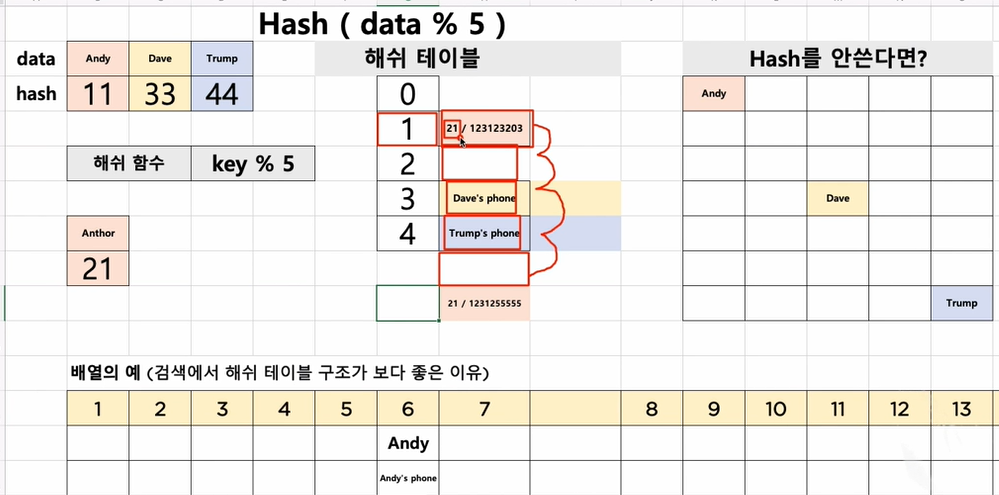 Hash ( data % 5 )
data Andy Dave Trump 해쉬 테이블 Hash를 안쓴다면?
hash 11 33 44 0 Andy
1 21 / 123123203
해쉬 함수 key % 5 2
3 Dave's phone Dave
Anthor 4 Trump's phone
21
21 / 1231255555 Trump
배열의 예 (검색에서 해쉬 테이블 구조가 보다 좋은 이유)
1 2 3 4 5 6 7 8 9 10 11 12 13
Andy
Andy's phone